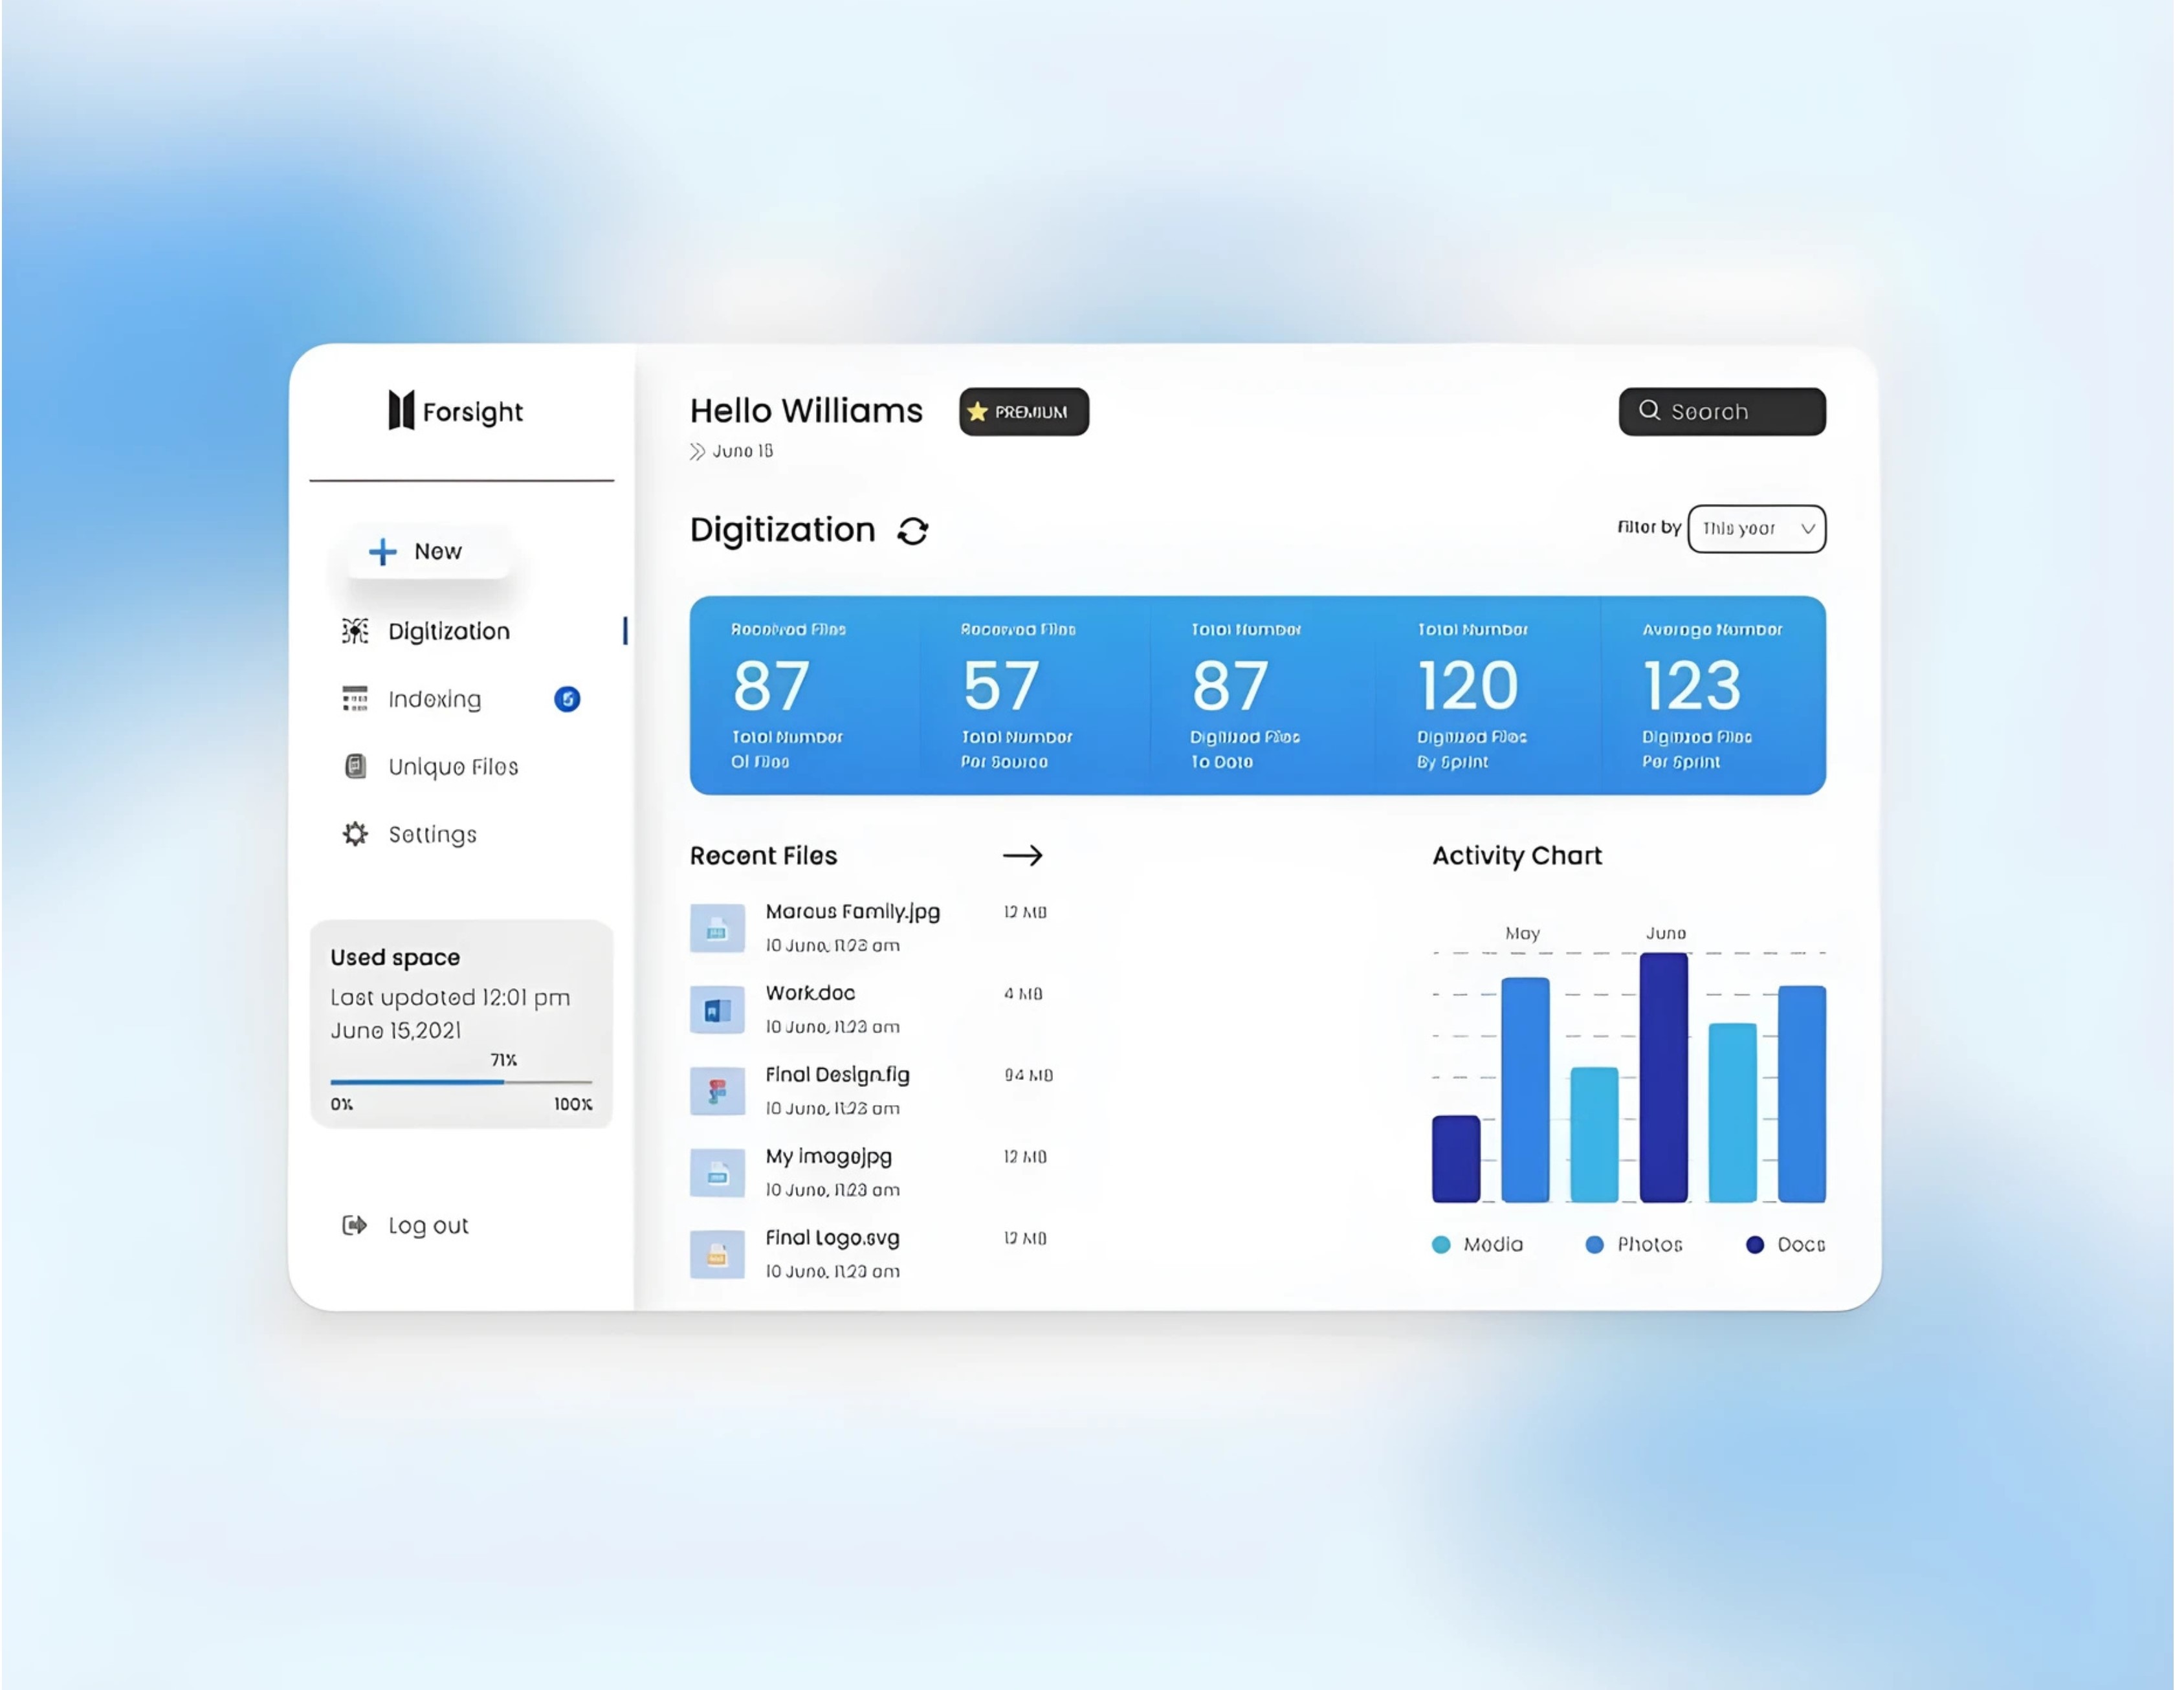 Forsight
New
Digitization
Indexing
Unique Files
Settings
Used space
Last updated 12:01 pm
June 15,2021
71%
0% 100%
Log out
Hello Williams
PREMIUM
Search
June
Digitization
Filter by This year
Received Files
87
Total Number
Of Files
Received Files
57
Total Number
Per Source
Total Number
87
Digitized Files
To Date
Total Number
120
Digitized Files
By Sprint
Average Number
123
Digitized Files
Per Sprint
Recent Files
Marcus Family.jpg
12 MB
10 June, 11:23 am
Work.doc
4 MB
10 June, 11:23 am
Final Design.fig
94 MB
10 June, 11:23 am
My image.jpg
12 MB
10 June, 11:23 am
Final Logo.svg
12 MB
10 June, 11:23 am
Activity Chart
May June
Media Photos Docs